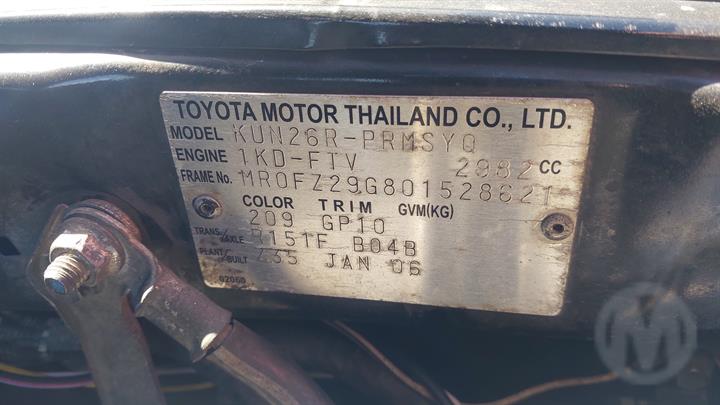 TOYOTA MOTOR THAILAND CO., LTD.
MODEL KUN26R-PRMSYQ
ENGINE 1KD-FTV 2982 CC
FRAME No. MR0FZ29G801528621
COLOR TRIM GVM(KG)
209 GP10
TRANS/AXLE R151F B04B
PLANT/BUILT Z35 JAN 06
02060
M